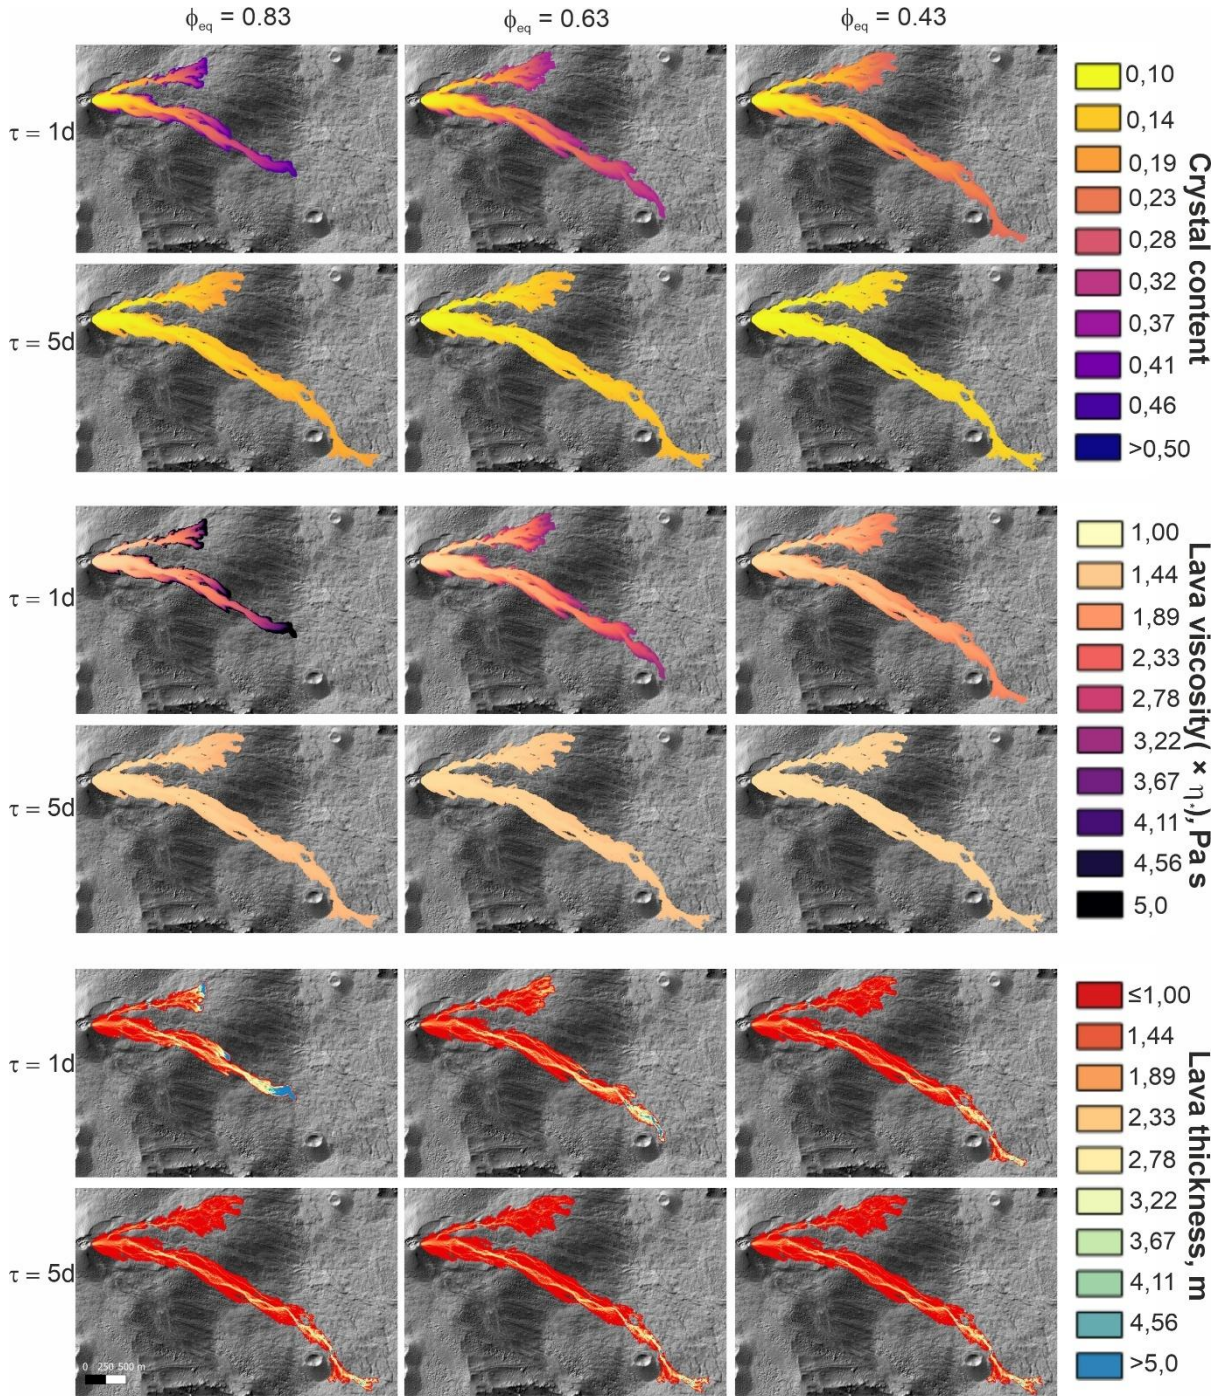 ϕeq = 0.83
ϕeq = 0.63
ϕeq = 0.43
τ = 1d
τ = 5d
0,10
0,14
0,19
0,23
0,28
0,32
0,37
0,41
0,46
>0,50
Crystal content
τ = 1d
τ = 5d
1,00
1,44
1,89
2,33
2,78
3,22
3,67
4,11
4,56
5,0
Lava viscosity( × η.), Pa s
τ = 1d
τ = 5d
≤1,00
1,44
1,89
2,33
2,78
3,22
3,67
4,11
4,56
>5,0
Lava thickness, m
0 250 500 m